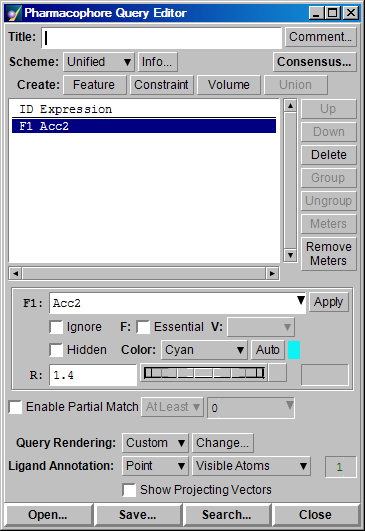 Pharmacophore Query Editor
Title: Comment...
Scheme: Unified Info... Consensus...
Create: Feature Constraint Volume Union
ID Expression
F1 Acc2
Up
Down
Delete
Group
Ungroup
Meters
Remove
Meters
F1: Acc2 Apply
Ignore F: Essential V:
Hidden Color: Cyan Auto
R: 1.4
Enable Partial Match At Least 0
Query Rendering: Custom Change...
Ligand Annotation: Point Visible Atoms 1
Show Projecting Vectors
Open... Save... Search... Close